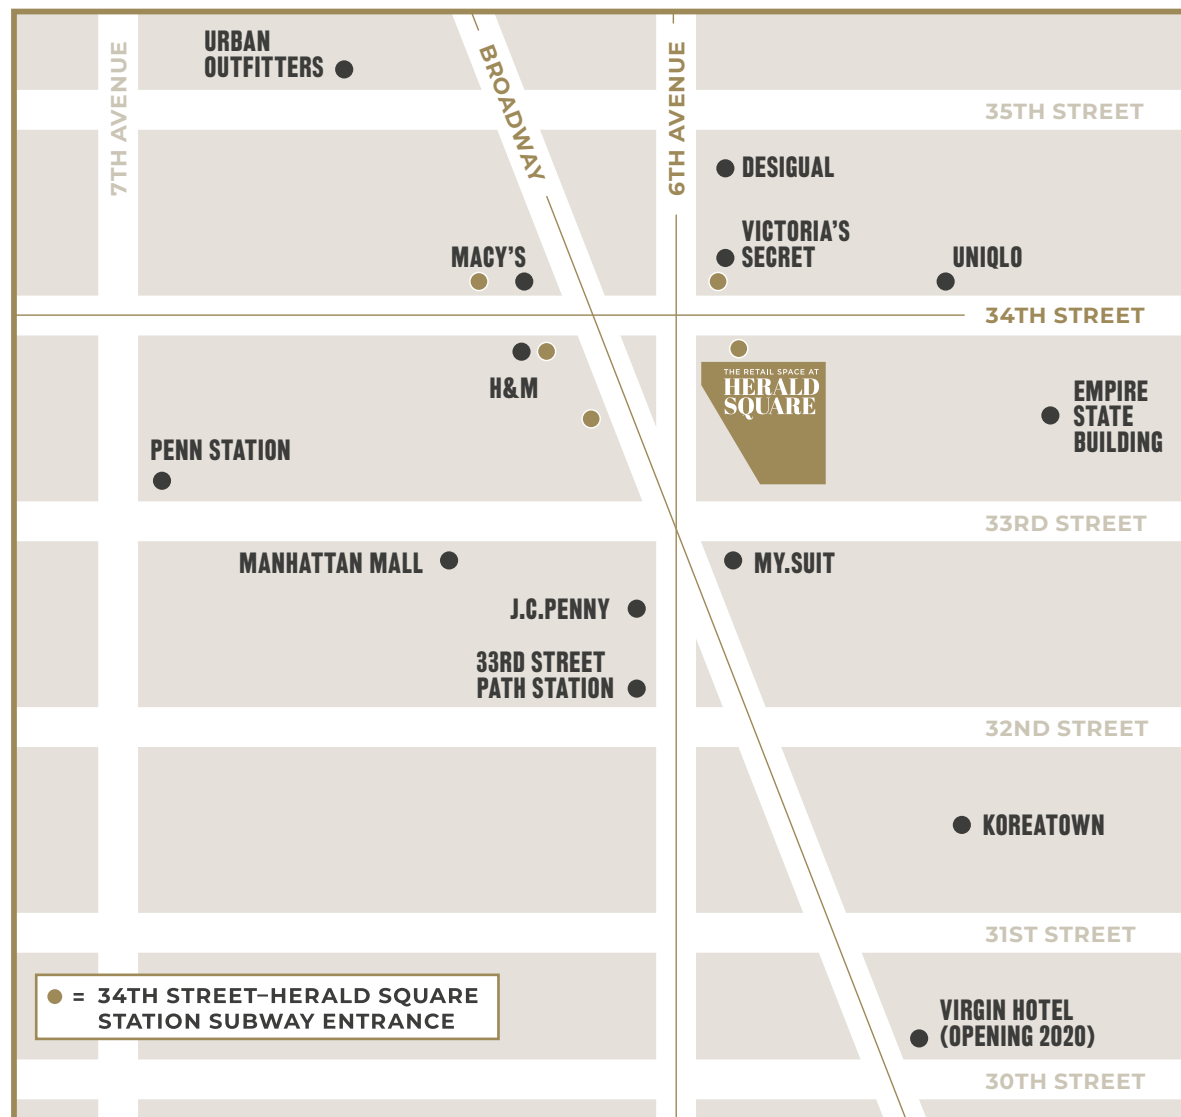 URBAN
OUTFITTERS
7TH AVENUE
BROADWAY
6TH AVENUE
35TH STREET
DESIGUAL
VICTORIA'S
SECRET
MACY'S
UNIQLO
34TH STREET
H&M
THE RETAIL SPACE AT
HERALD
SQUARE
EMPIRE
STATE
BUILDING
PENN STATION
33RD STREET
MANHATTAN MALL
MY.SUIT
J.C.PENNY
33RD STREET
PATH STATION
32ND STREET
KOREATOWN
31ST STREET
= 34TH STREET–HERALD SQUARE
STATION SUBWAY ENTRANCE
VIRGIN HOTEL
(OPENING 2020)
30TH STREET